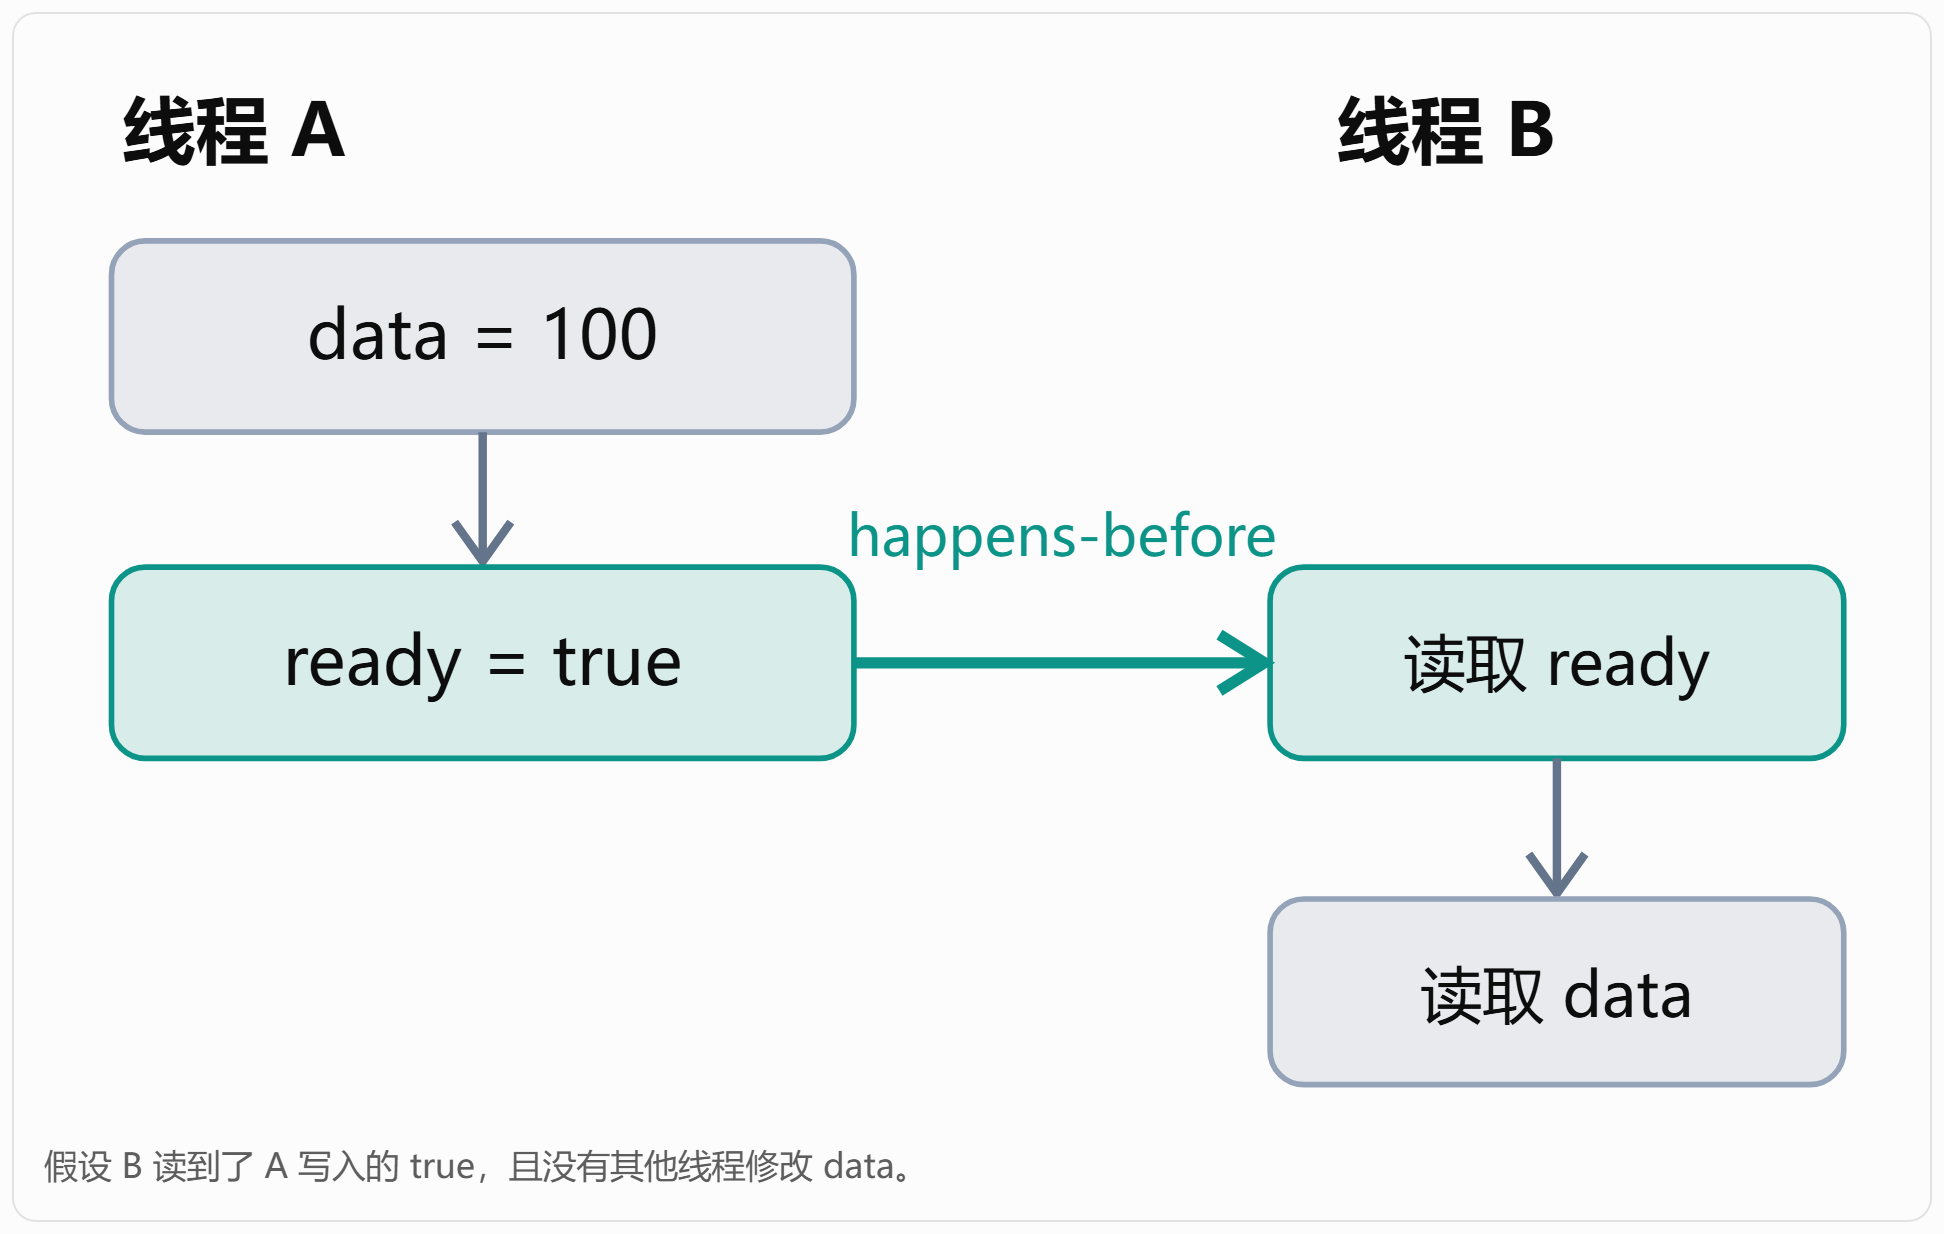 线程 A
线程 B
data = 100
happens-before
ready = true
读取 ready
读取 data
假设 B 读到了 A 写入的 true，且没有其他线程修改 data。